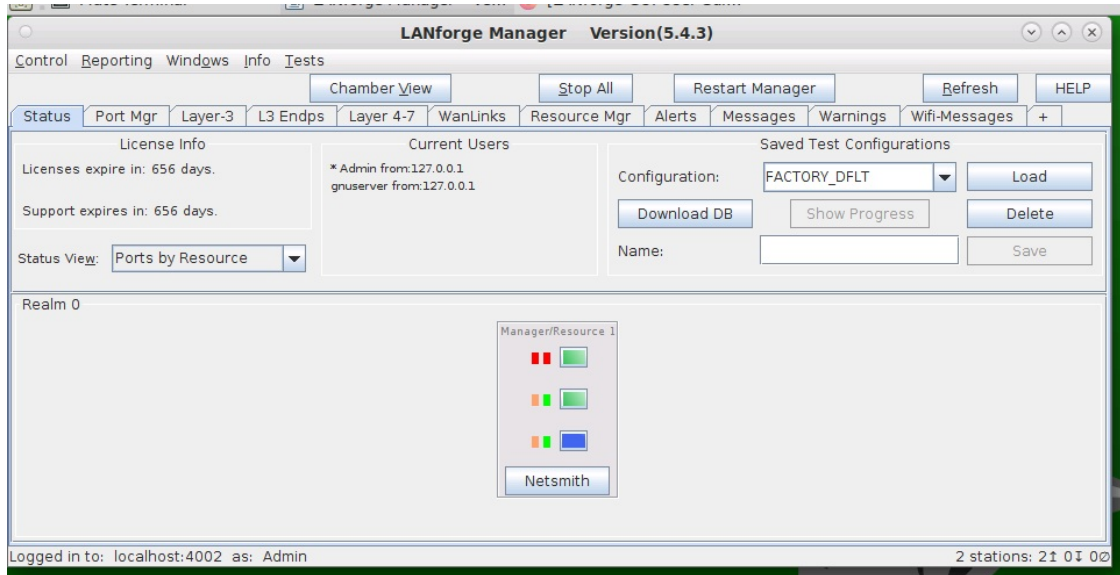 LANforge Manager Version(5.4.3)
Control Reporting Windows Info Tests
Chamber View Stop All Restart Manager Refresh HELP
Status Port Mgr Layer-3 L3 Endps Layer 4-7 WanLinks Resource Mgr Alerts Messages Warnings Wifi-Messages +
License Info
Licenses expire in: 656 days.
Support expires in: 656 days.
Status View: Ports by Resource
Current Users
* Admin from:127.0.0.1
gnuserver from:127.0.0.1
Saved Test Configurations
Configuration: FACTORY_DFLT Load
Download DB Show Progress Delete
Name: Save
Realm 0
Manager/Resource 1
Netsmith
Logged in to: localhost:4002 as: Admin
2 stations: 2↥ 0↧ 0∅